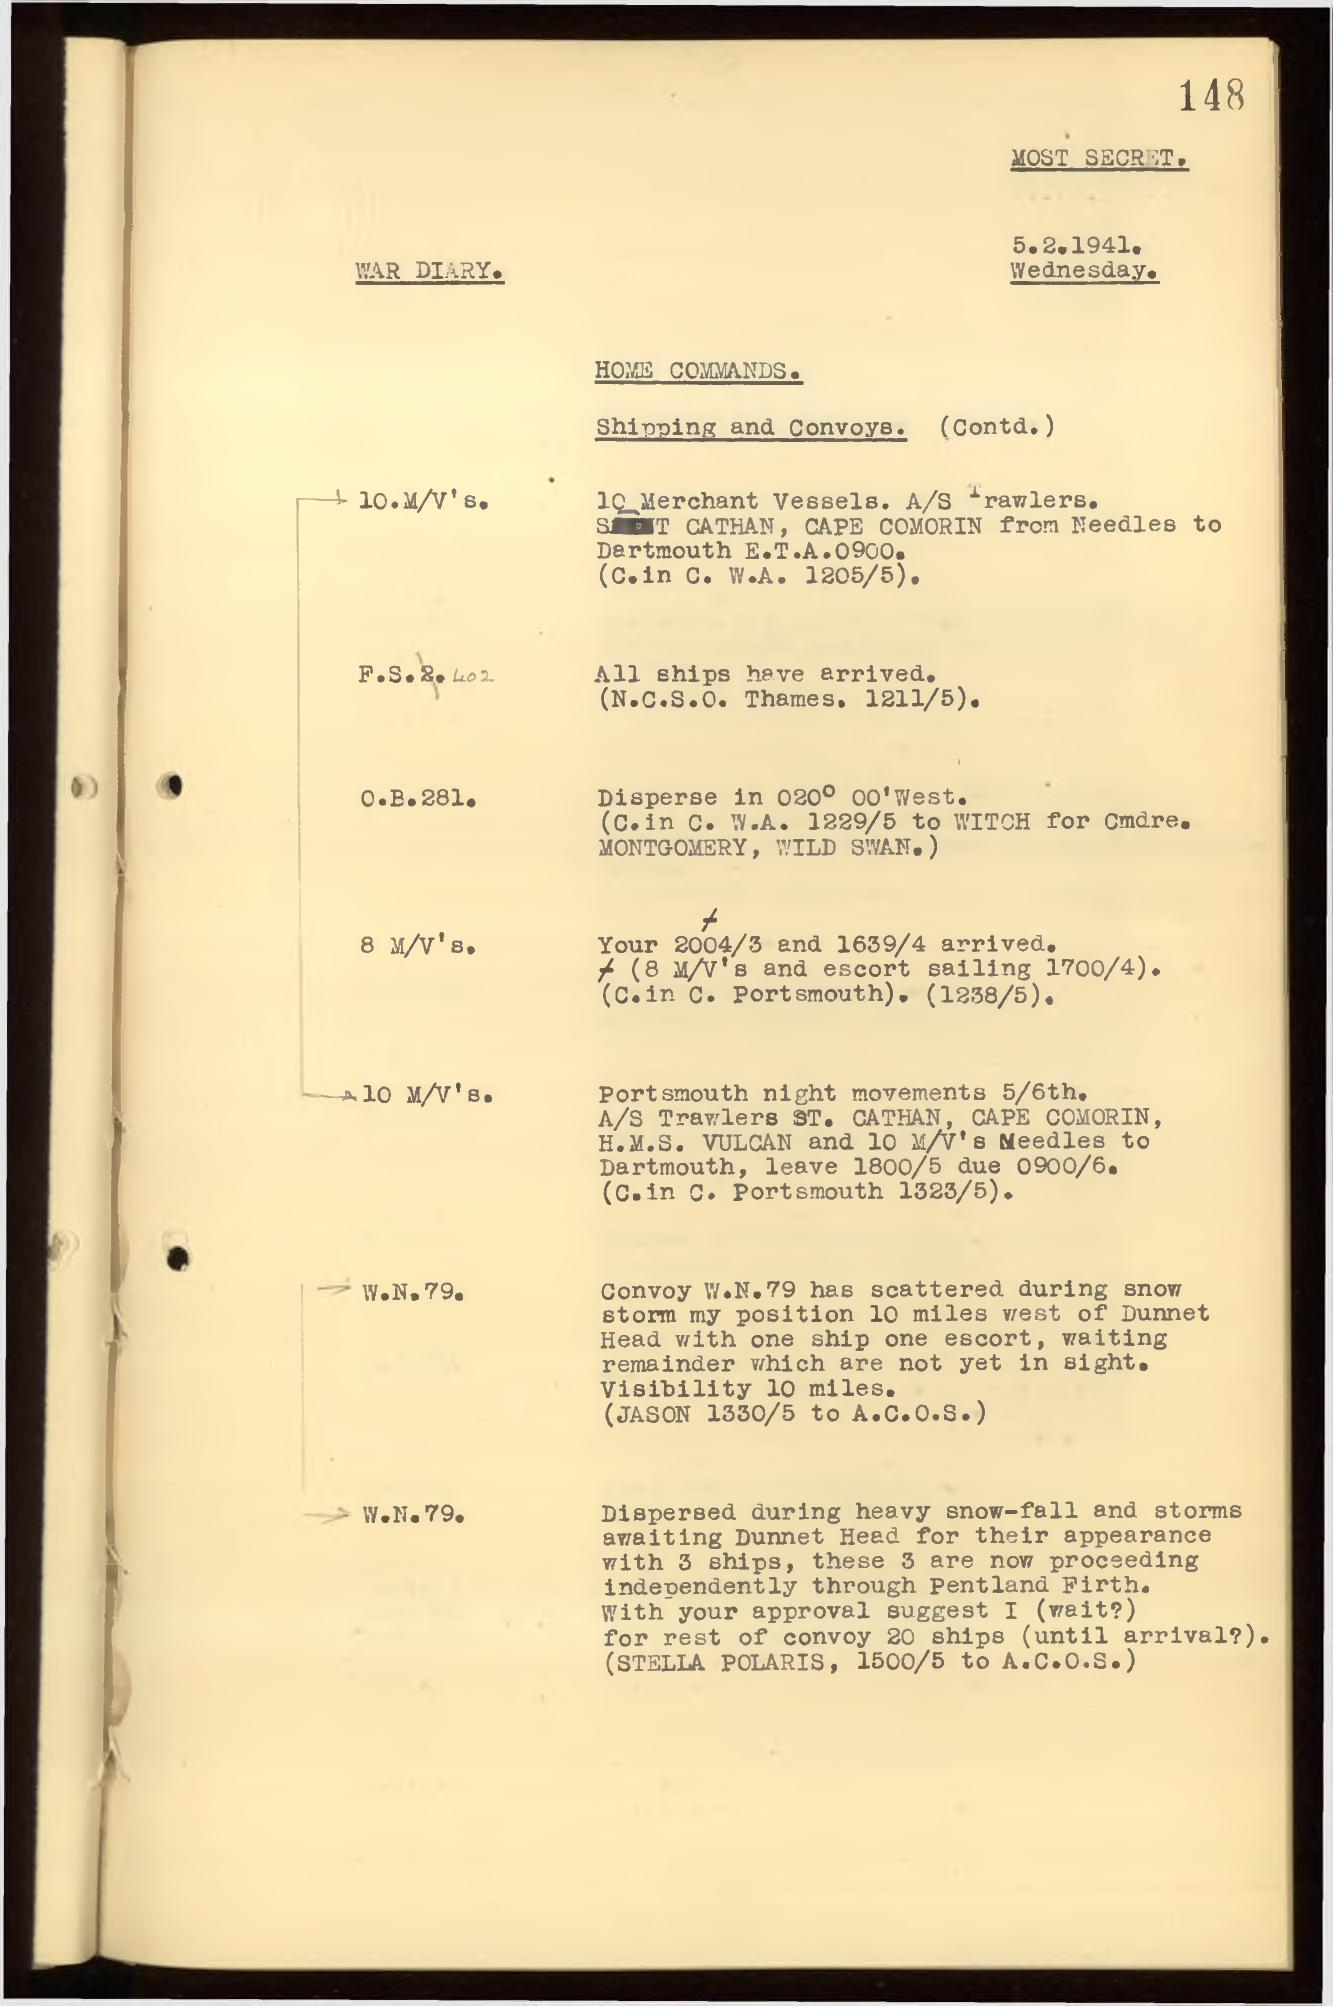 148
MOST SECRET.
5.2.1941.
WAR DIARY.
Wednesday.
HOME COMMANDS.
Shipping and Convoys. (Contd.)
10.M/V's.
10 Merchant Vessels. A/S Trawlers.
CATHAN, CAPE COMORIN from Needles to
Dartmouth E.T.A.0900.
(C.in C. W.A. 1205/5).
F.S.2. 402
All ships have arrived.
(N.C.S.O. Thames. 1211/5).
O.B.281.
Disperse in 020° 00'West.
(C.in C. W.A. 1229/5 to WITCH for Cmdre.
MONTGOMERY, WILD SWAN.)
8 M/V's.
Your 2004/3 and 1639/4 arrived.
(8 M/V's and escort sailing 1700/4).
(C.in C. Portsmouth). (1238/5).
10 M/V's.
Portsmouth night movements 5/6th.
A/S Trawlers ST. CATHAN, CAPE COMORIN,
H.M.S. VULCAN and 10 M/V's Needles to
Dartmouth, leave 1800/5 due 0900/6.
(C.in C. Portsmouth 1323/5).
W.N.79.
Convoy W.N.79 has scattered during snow
storm my position 10 miles west of Dunnet
Head with one ship one escort, waiting
remainder which are not yet in sight.
Visibility 10 miles.
(JASON 1330/5 to A.C.O.S.)
W.N.79.
Dispersed during heavy snow-fall and storms
awaiting Dunnet Head for their appearance
with 3 ships, these 3 are now proceeding
independently through Pentland Firth.
With your approval suggest I (wait?)
for rest of convoy 20 ships (until arrival?).
(STELLA POLARIS, 1500/5 to A.C.O.S.)